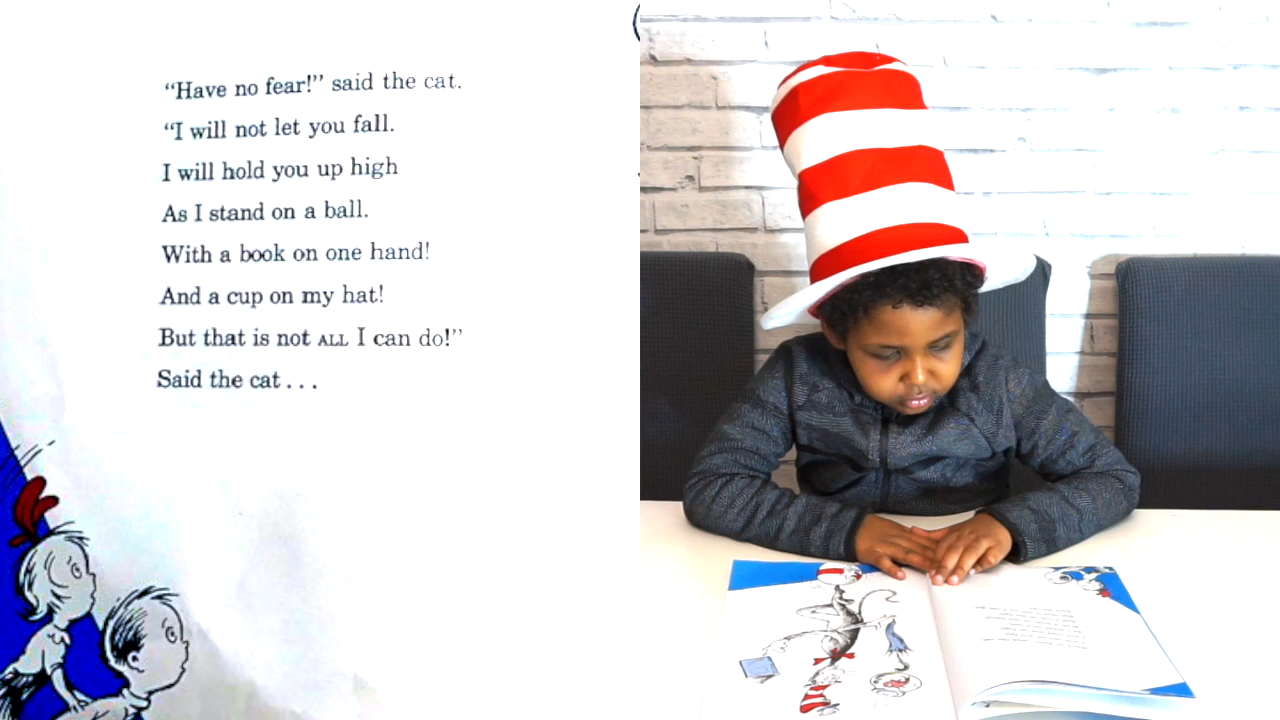 “Have no fear!” said the cat.
“I will not let you fall.
I will hold you up high
As I stand on a ball.
With a book on one hand!
And a cup on my hat!
But that is not ALL I can do!”
Said the cat . . .